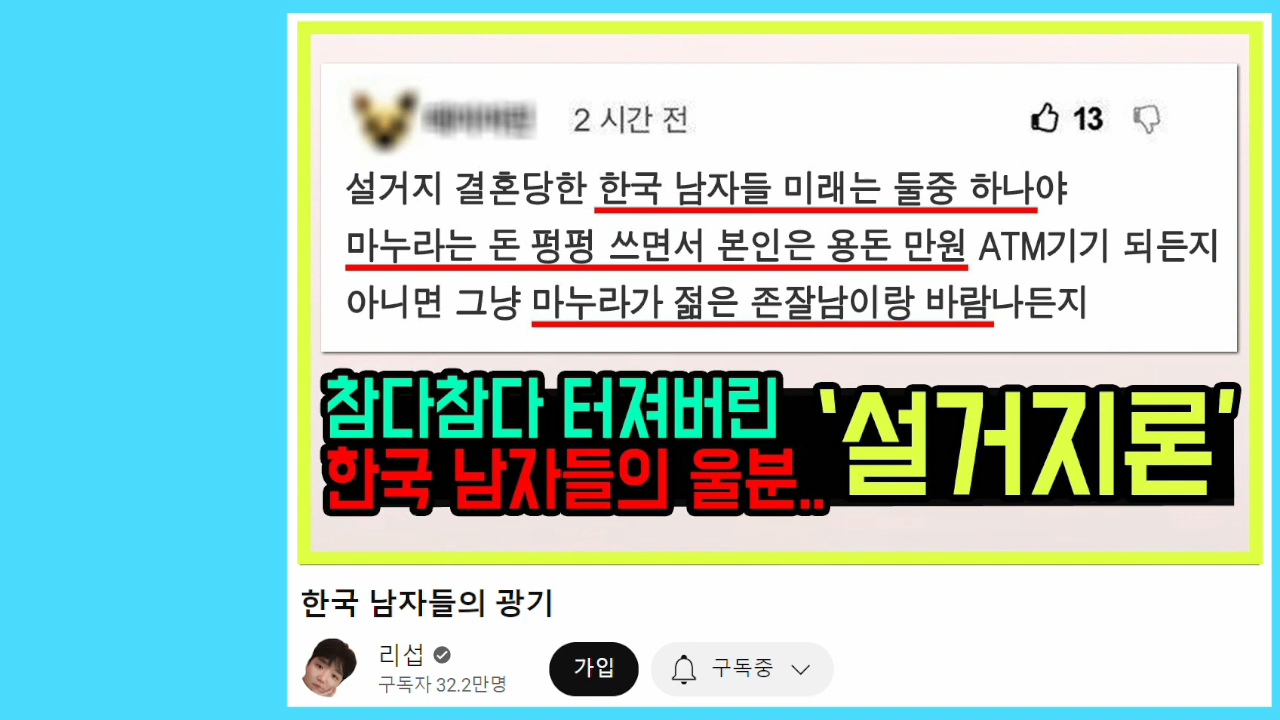 2 시간 전
13
설거지 결혼당한 한국 남자들 미래는 둘중 하나야
마누라는 돈 펑펑 쓰면서 본인은 용돈 만원 ATM기기 되든지
아니면 그냥 마누라가 젊은 존잘남이랑 바람나든지
참다참다 터져버린
한국 남자들의 울분..
‘설거지론’
한국 남자들의 광기
리섭
구독자 32.2만명
가입
구독중